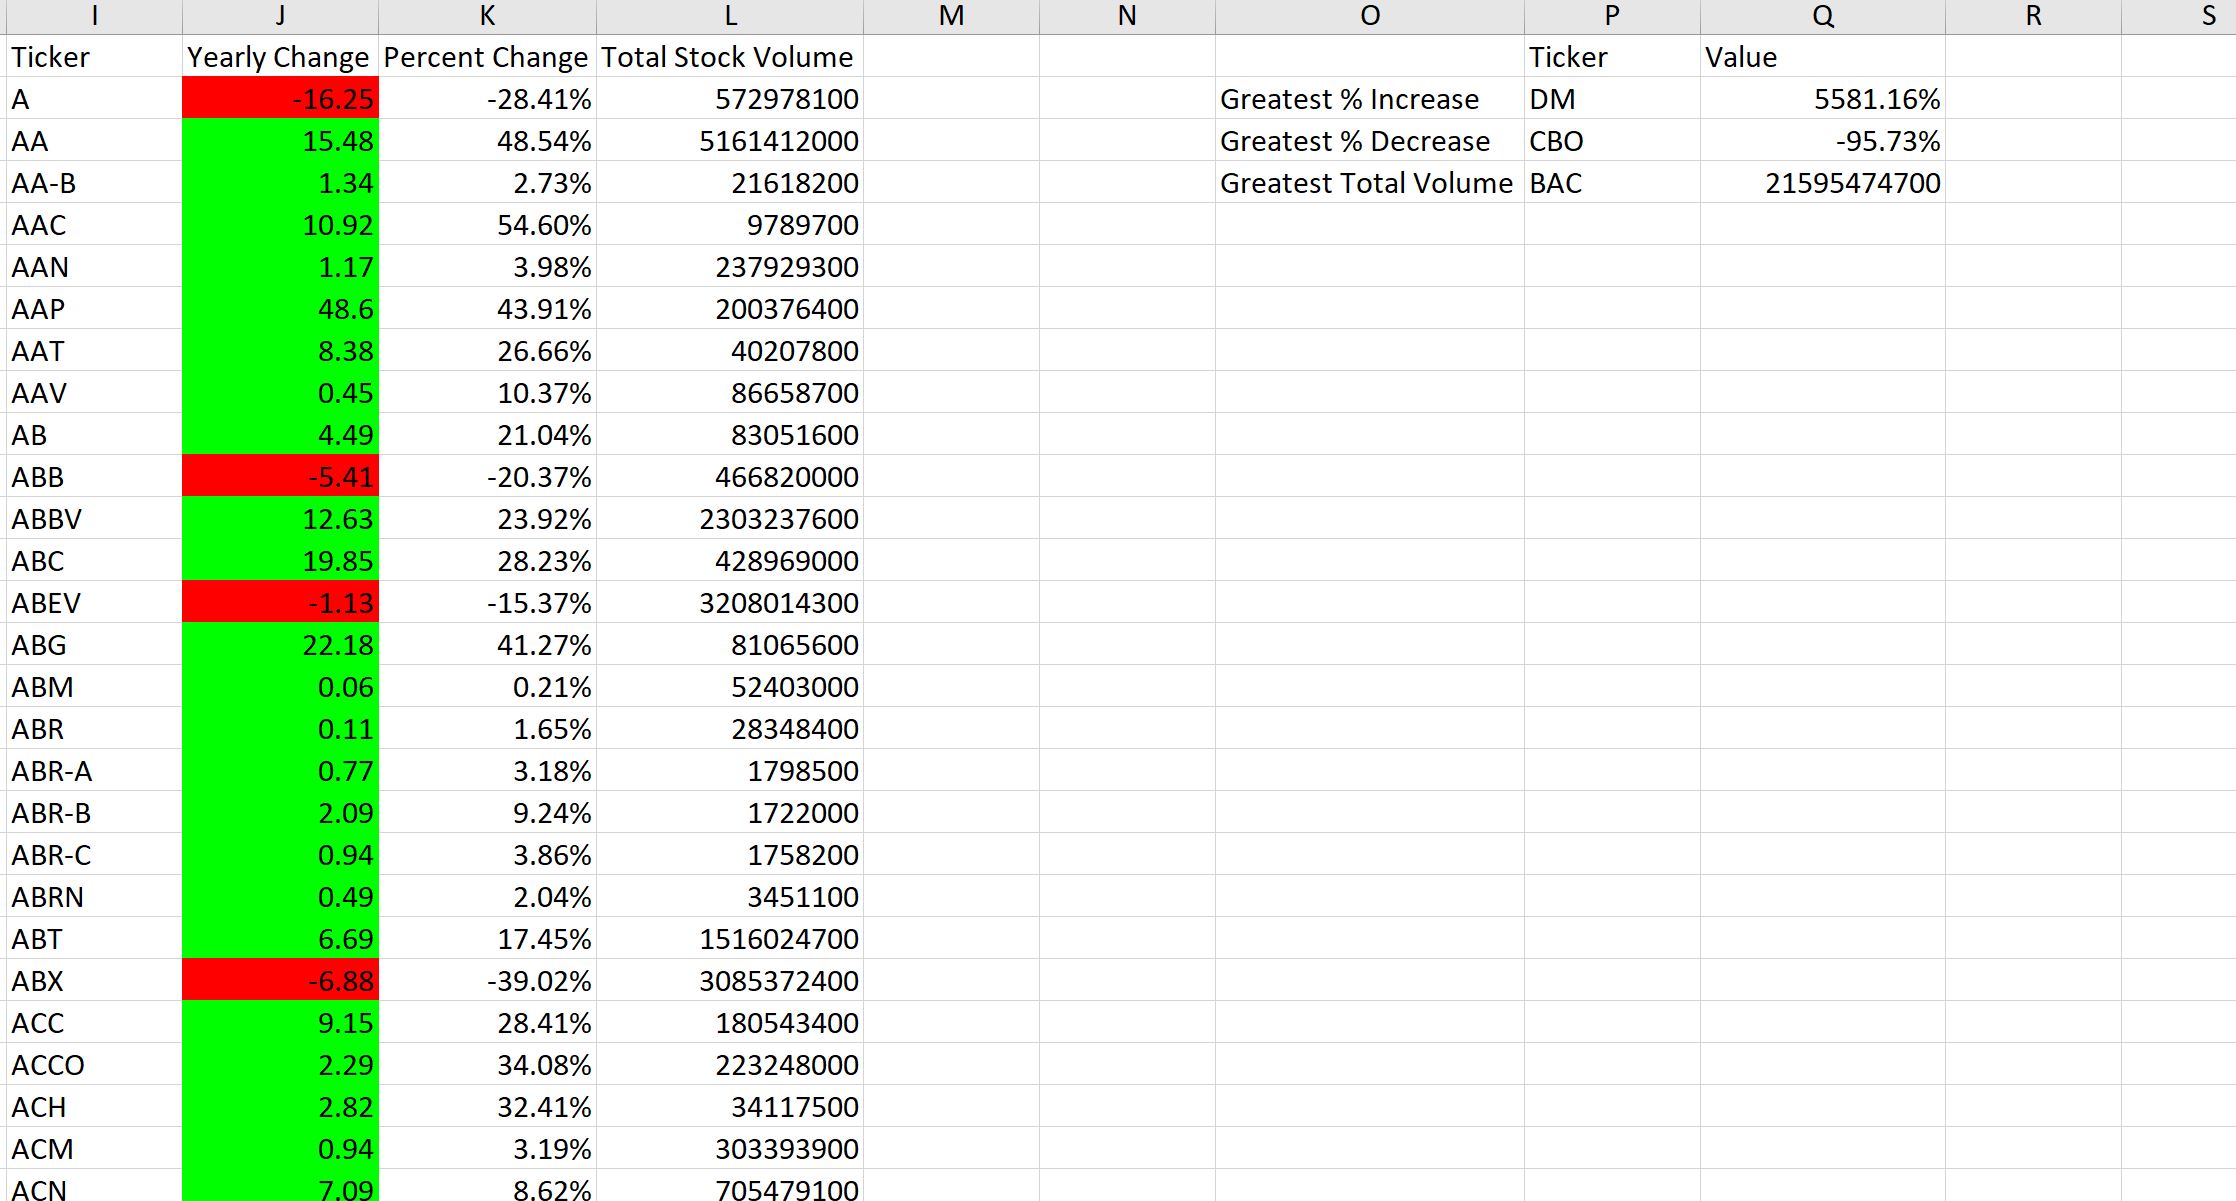 I J K L M N O P Q R S
Ticker Yearly Change Percent Change Total Stock Volume Ticker Value
A -16.25 -28.41% 572978100 Greatest % Increase DM 5581.16%
AA 15.48 48.54% 5161412000 Greatest % Decrease CBO -95.73%
AA-B 1.34 2.73% 21618200 Greatest Total Volume BAC 21595474700
AAC 10.92 54.60% 9789700
AAN 1.17 3.98% 237929300
AAP 48.6 43.91% 200376400
AAT 8.38 26.66% 40207800
AAV 0.45 10.37% 86658700
AB 4.49 21.04% 83051600
ABB -5.41 -20.37% 466820000
ABBV 12.63 23.92% 2303237600
ABC 19.85 28.23% 428969000
ABEV -1.13 -15.37% 3208014300
ABG 22.18 41.27% 81065600
ABM 0.06 0.21% 52403000
ABR 0.11 1.65% 28348400
ABR-A 0.77 3.18% 1798500
ABR-B 2.09 9.24% 1722000
ABR-C 0.94 3.86% 1758200
ABRN 0.49 2.04% 3451100
ABT 6.69 17.45% 1516024700
ABX -6.88 -39.02% 3085372400
ACC 9.15 28.41% 180543400
ACCO 2.29 34.08% 223248000
ACH 2.82 32.41% 34117500
ACM 0.94 3.19% 303393900
ACN 7.09 8.62% 705479100